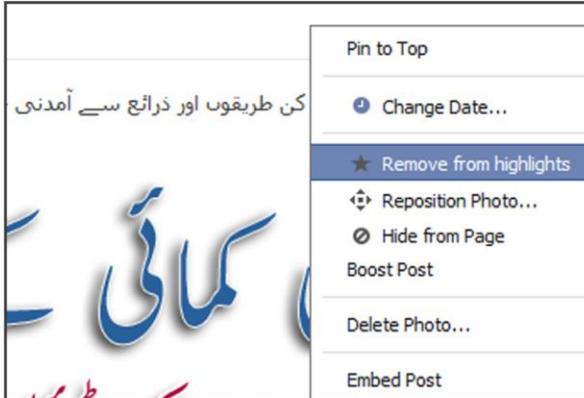 Pin to Top
کن طریقوں اور ذرائع سے آمدنی
Change Date...
Remove from highlights
Reposition Photo...
Hide from Page
Boost Post
کمائی کے
Delete Photo...
Embed Post